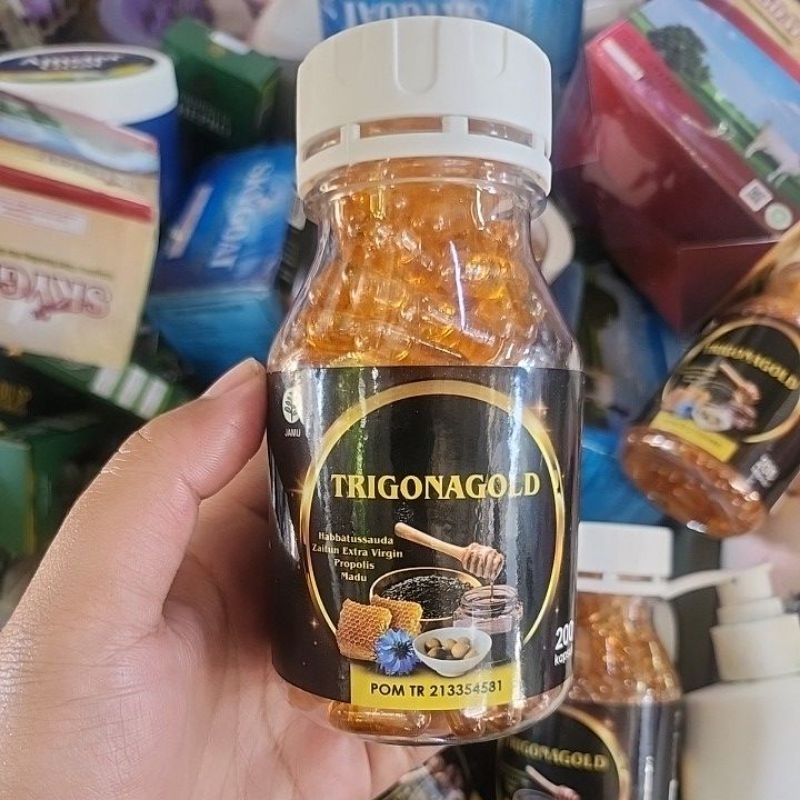 JAMU
TRIGONAGOLD
Habbatussauda
Zaitun Extra Virgin
Propolis
Madu
200
POM TR 213354581
TRIGONAGOLD
TRIGONAGOLD